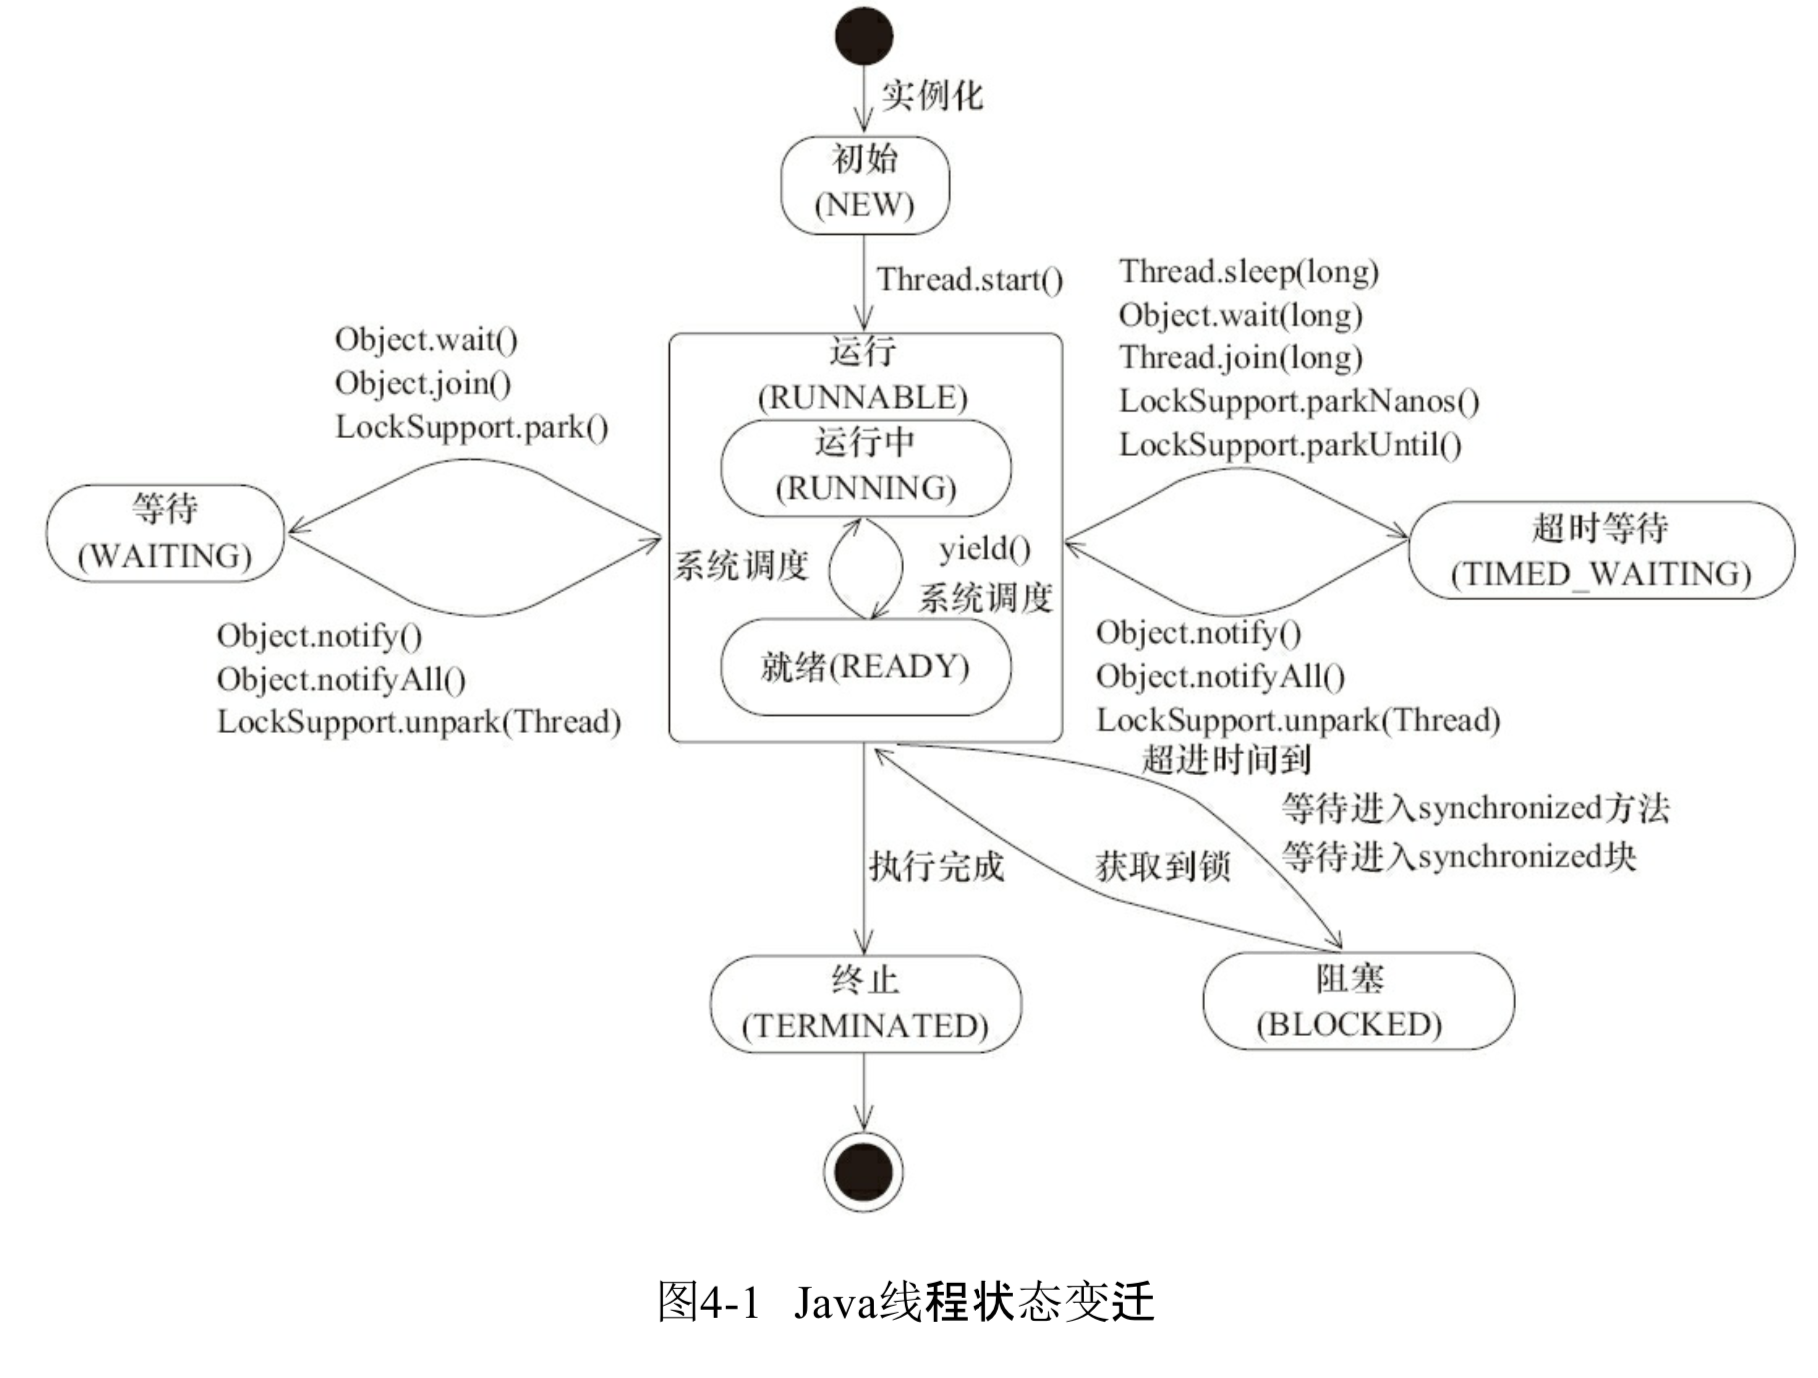 实例化
初始
(NEW)
Thread.start()
Object.wait()
Object.join()
LockSupport.park()
Thread.sleep(long)
Object.wait(long)
Thread.join(long)
LockSupport.parkNanos()
LockSupport.parkUntil()
运行
(RUNNABLE)
运行中
(RUNNING)
等待
(WAITING)
系统调度
yield()
系统调度
超时等待
(TIMED_WAITING)
就绪(READY)
Object.notify()
Object.notifyAll()
LockSupport.unpark(Thread)
Object.notify()
Object.notifyAll()
LockSupport.unpark(Thread)
超进时间到
等待进入synchronized方法
等待进入synchronized块
获取到锁
执行完成
终止
(TERMINATED)
阻塞
(BLOCKED)
图4-1 Java线程状态变迁